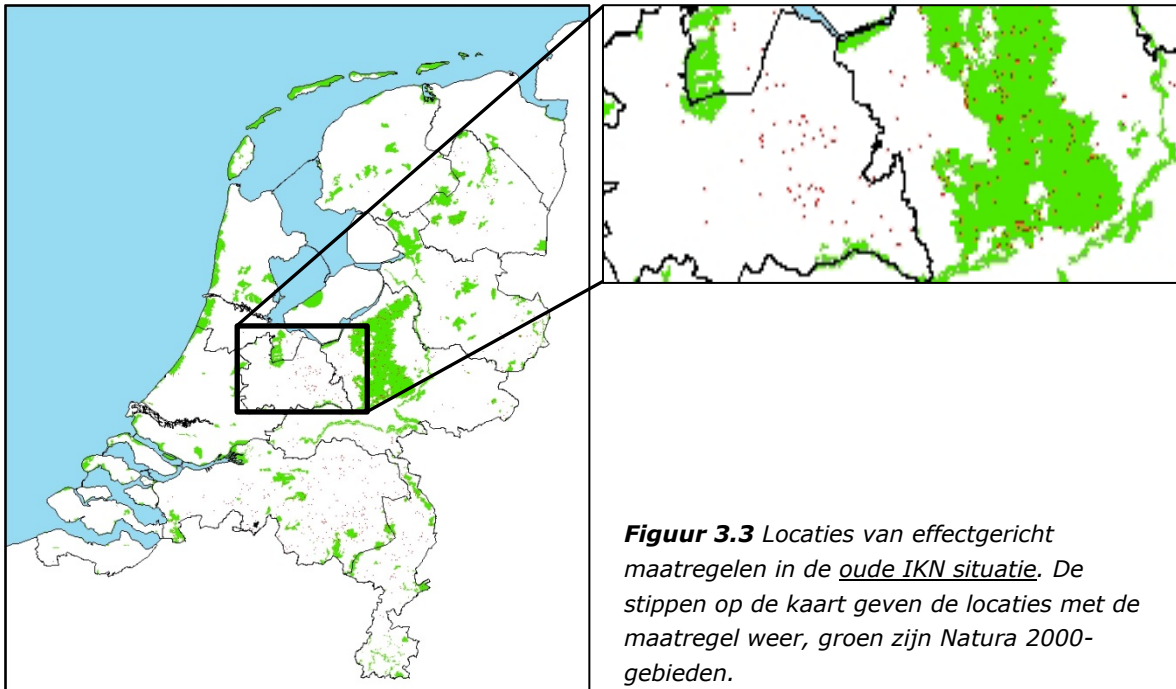 Figuur 3.3 Locaties van effectgericht
maatregelen in de oude IKN situatie. De
stippen op de kaart geven de locaties met de
maatregel weer, groen zijn Natura 2000-
gebieden.